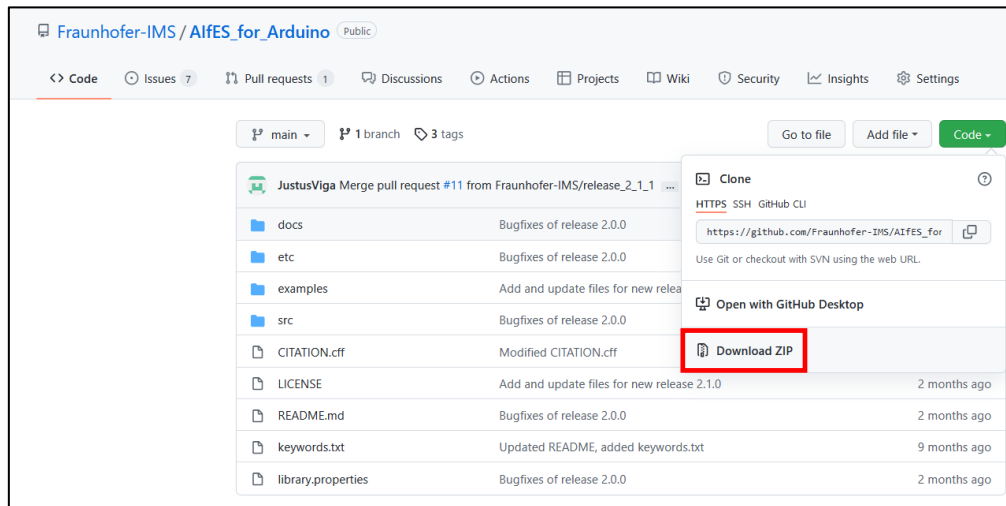 Fraunhofer-IMS / AIfES_for_Arduino Public
<> Code Issues 7 Pull requests 1 Discussions Actions Projects Wiki Security Insights Settings
main 1 branch 3 tags Go to file Add file Code
JustusViga Merge pull request #11 from Fraunhofer-IMS/release_2_1_1 ...
docs Bugfixes of release 2.0.0
etc Bugfixes of release 2.0.0
examples Add and update files for new
src Bugfixes of release 2.0.0
CITATION.cff Modified CITATION.cff
LICENSE Add and update files for new release 2.1.0 2 months ago
README.md Bugfixes of release 2.0.0 2 months ago
keywords.txt Updated README, added keywords.txt 9 months ago
library.properties Bugfixes of release 2.0.0 2 months ago
Clone
HTTPS SSH GitHub CLI
https://github.com/Fraunhofer-IMS/AIfES_for
Use Git or checkout with SVN using the web URL.
Open with GitHub Desktop
Download ZIP